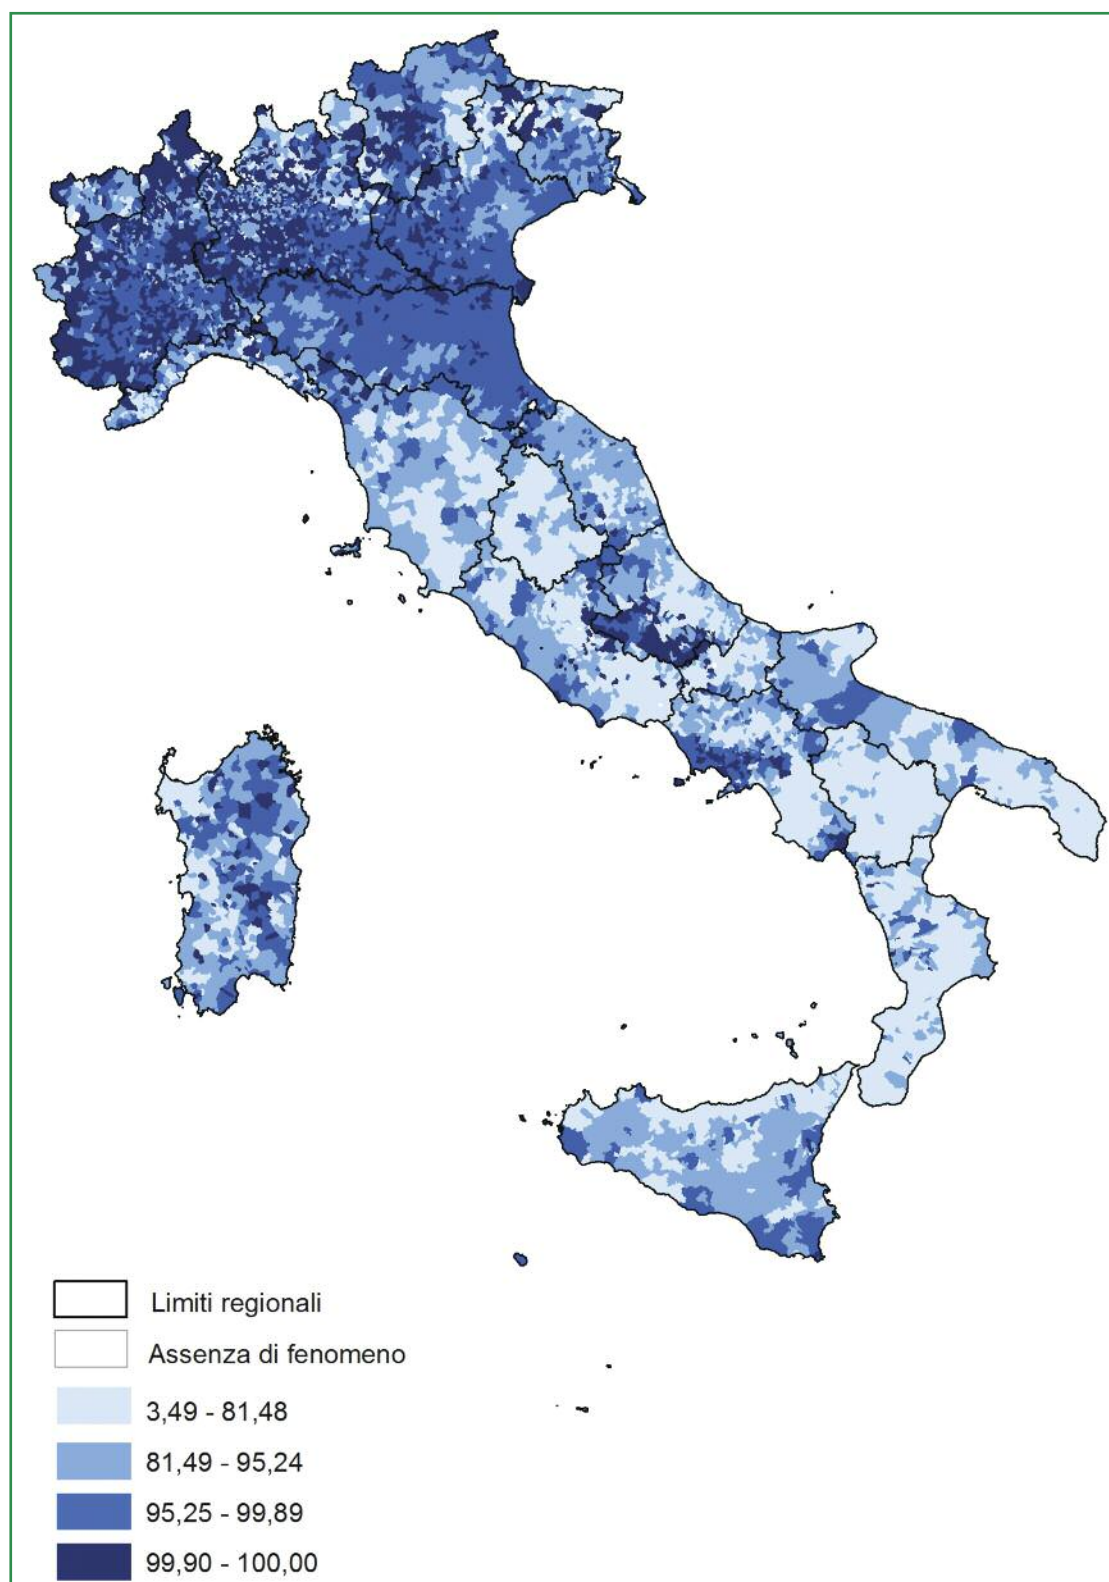 Limiti regionali
Assenza di fenomeno
3,49 - 81,48
81,49 - 95,24
95,25 - 99,89
99,90 - 100,00